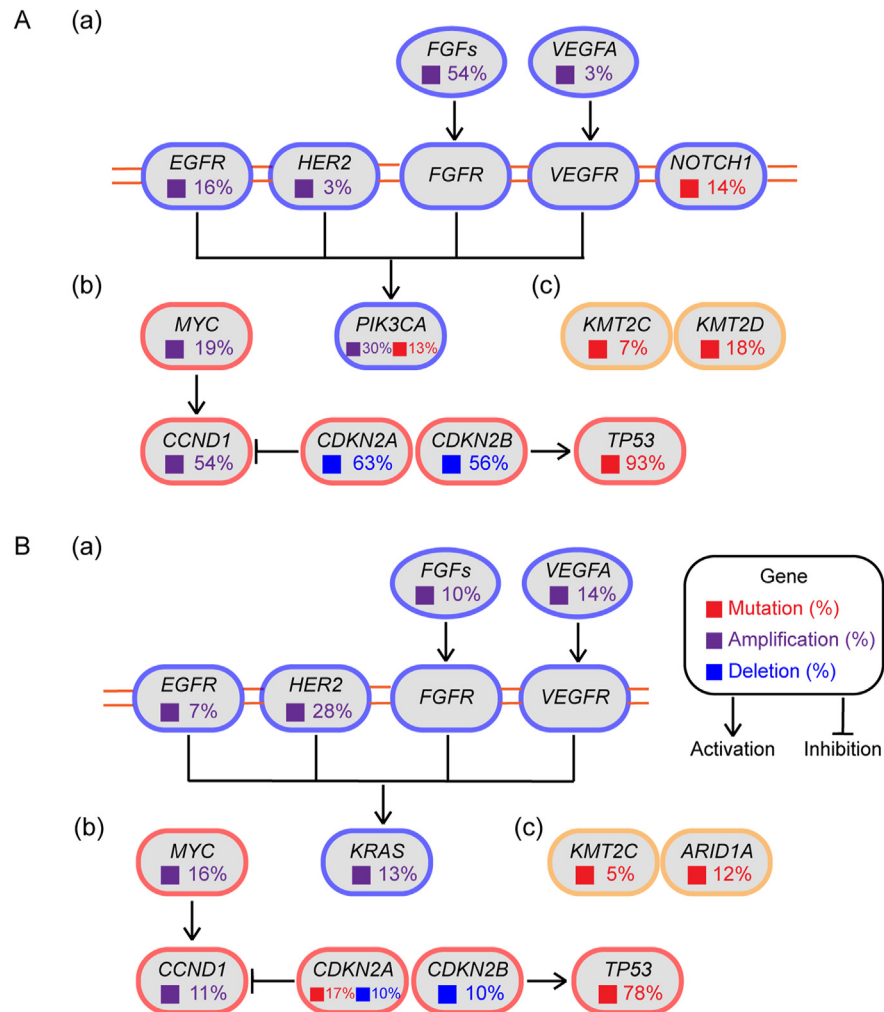 A (a)
FGFs VEGFA
54% 3%
EGFR HER2 FGFR VEGFR NOTCH1
16% 3% 14%
(b) (c)
MYC PIK3CA KMT2C KMT2D
19% 30% 13% 7% 18%
CCND1 CDKN2A CDKN2B TP53
54% 63% 56% 93%
B (a)
FGFs VEGFA
10% 14%
Gene
Mutation (%)
Amplification (%)
Deletion (%)
Activation Inhibition
EGFR HER2 FGFR VEGFR
7% 28%
(b) (c)
MYC KRAS KMT2C ARID1A
16% 13% 5% 12%
CCND1 CDKN2A CDKN2B TP53
11% 17% 10% 10% 78%